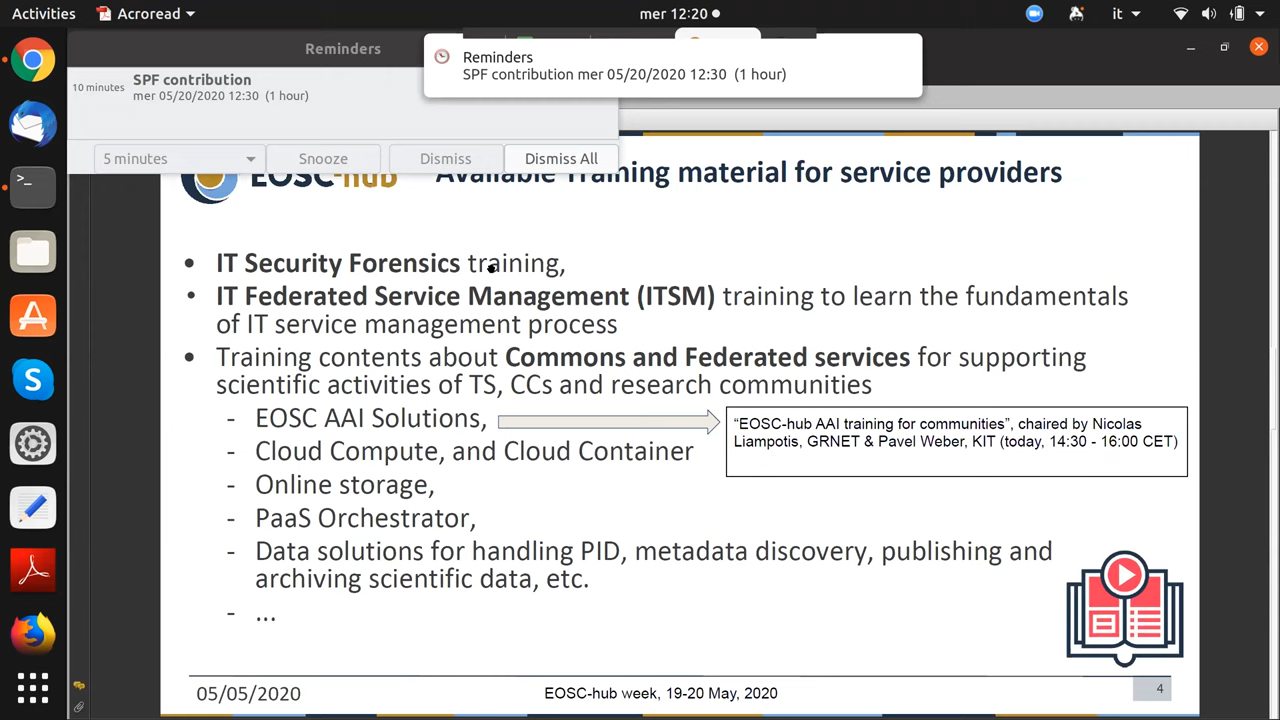 Activities
Acroread
mer 12:20
it
Reminders
10 minutes
SPF contribution
mer 05/20/2020 12:30 (1 hour)
5 minutes
Snooze
Dismiss
Dismiss All
Reminders
SPF contribution mer 05/20/2020 12:30 (1 hour)
EOSC-hub
Available Training material for service providers
• IT Security Forensics training,
• IT Federated Service Management (ITSM) training to learn the fundamentals
of IT service management process
• Training contents about Commons and Federated services for supporting
scientific activities of TS, CCs and research communities
- EOSC AAI Solutions,
“EOSC-hub AAI training for communities”, chaired by Nicolas
Liampotis, GRNET & Pavel Weber, KIT (today, 14:30 - 16:00 CET)
- Cloud Compute, and Cloud Container
- Online storage,
- PaaS Orchestrator,
- Data solutions for handling PID, metadata discovery, publishing and
archiving scientific data, etc.
- ...
05/05/2020
EOSC-hub week, 19-20 May, 2020
4